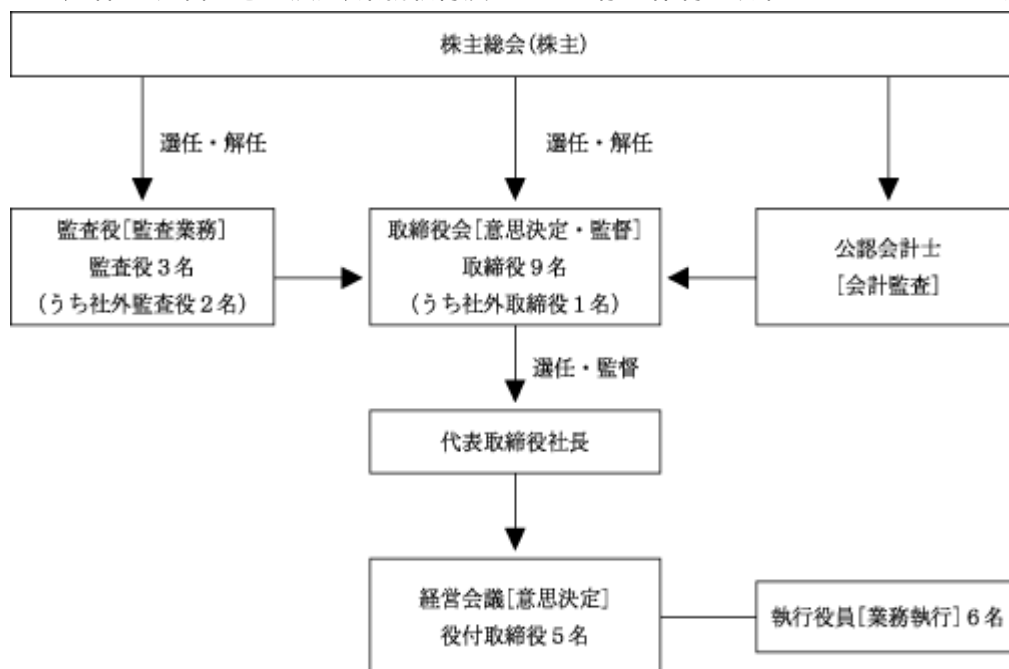 株主総会(株主)
選任・解任
選任・解任
監査役[監査業務]
監査役3名
(うち社外監査役2名)
取締役会[意思決定・監督]
取締役9名
(うち社外取締役1名)
公認会計士
[会計監査]
選任・監督
代表取締役社長
経営会議[意思決定]
役付取締役5名
執行役員[業務執行]6名